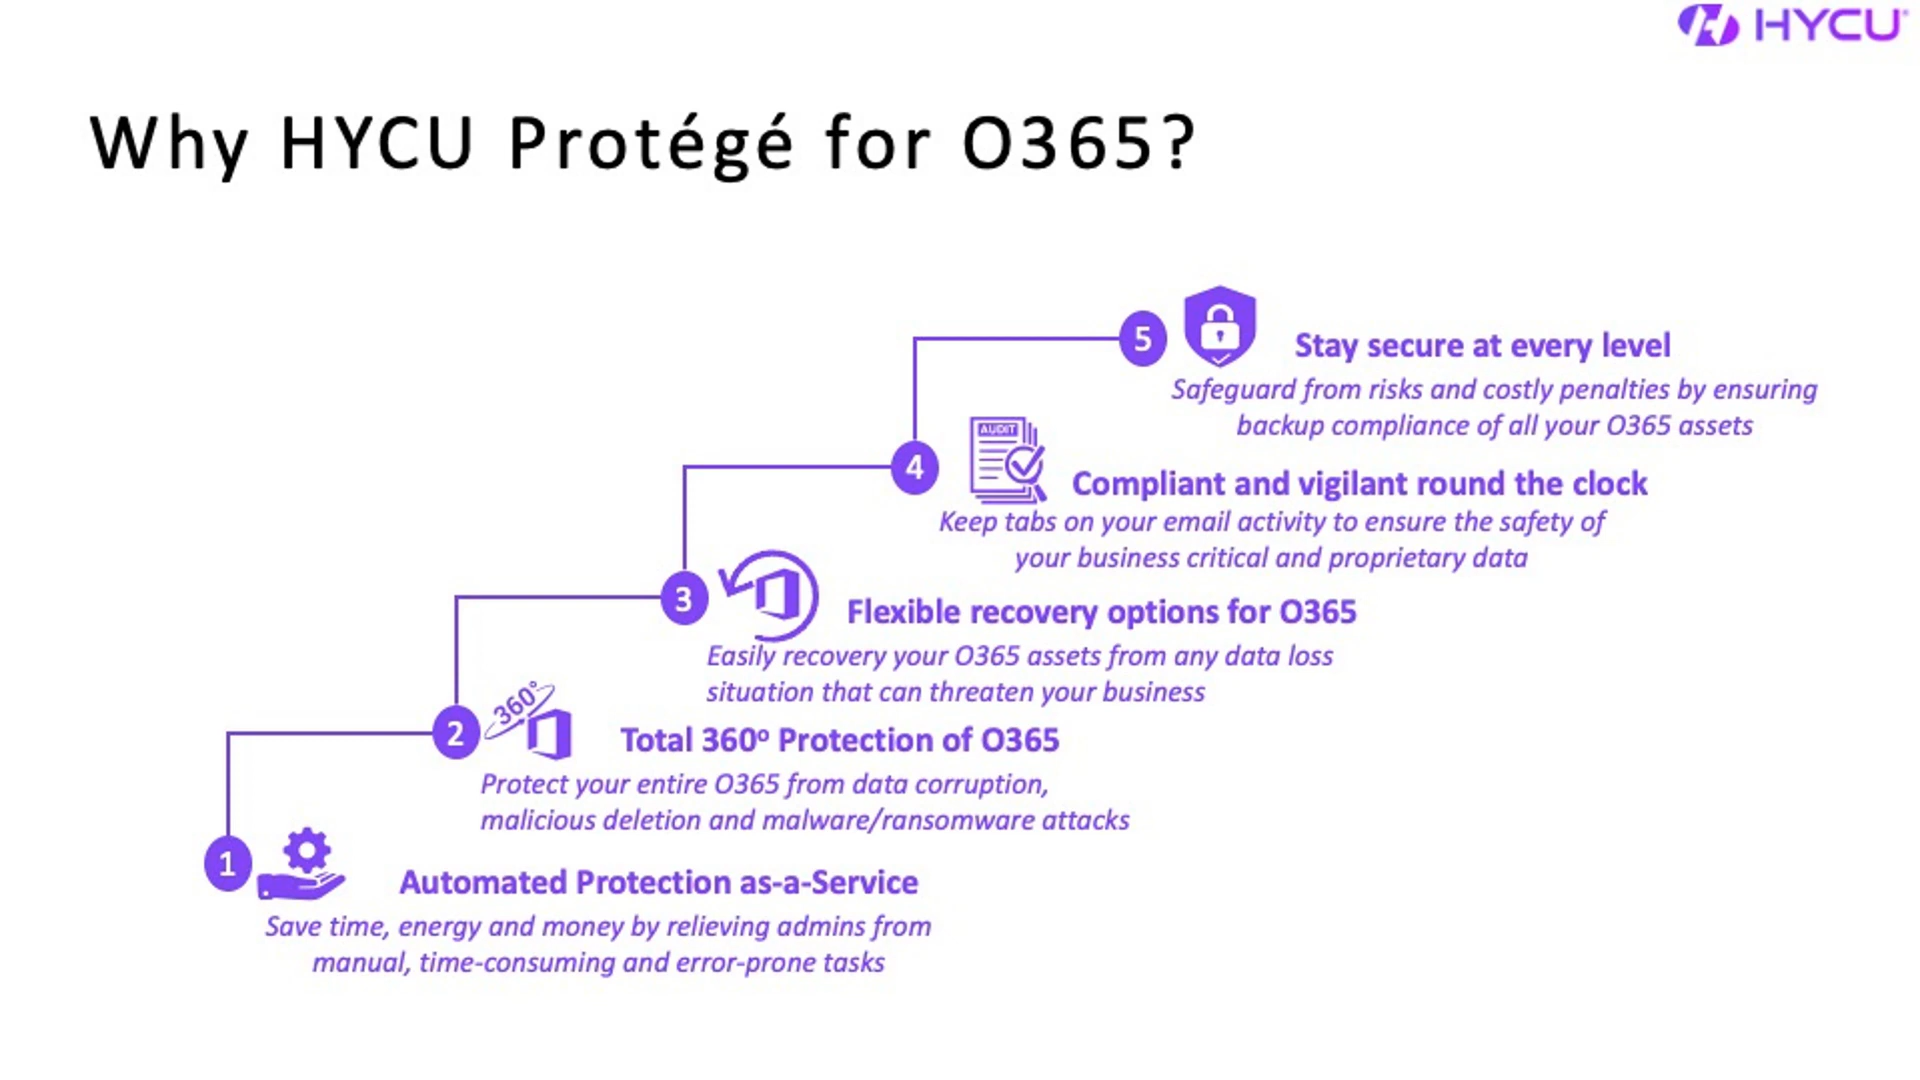 HYCU
Why HYCU Protégé for O365?
5
Stay secure at every level
Safeguard from risks and costly penalties by ensuring
backup compliance of all your O365 assets
AUDIT
4
Compliant and vigilant round the clock
Keep tabs on your email activity to ensure the safety of
your business critical and proprietary data
3
Flexible recovery options for O365
Easily recovery your O365 assets from any data loss
situation that can threaten your business
360°
2
Total 360º Protection of O365
Protect your entire O365 from data corruption,
malicious deletion and malware/ransomware attacks
1
Automated Protection as-a-Service
Save time, energy and money by relieving admins from
manual, time-consuming and error-prone tasks